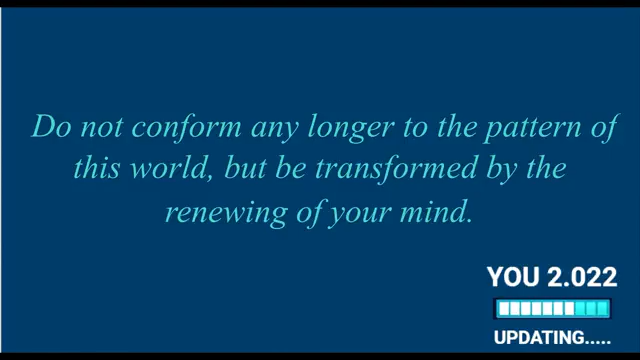 Do not conform any longer to the pattern of
this world, but be transformed by the
renewing of your mind.
YOU 2.022
UPDATING.....